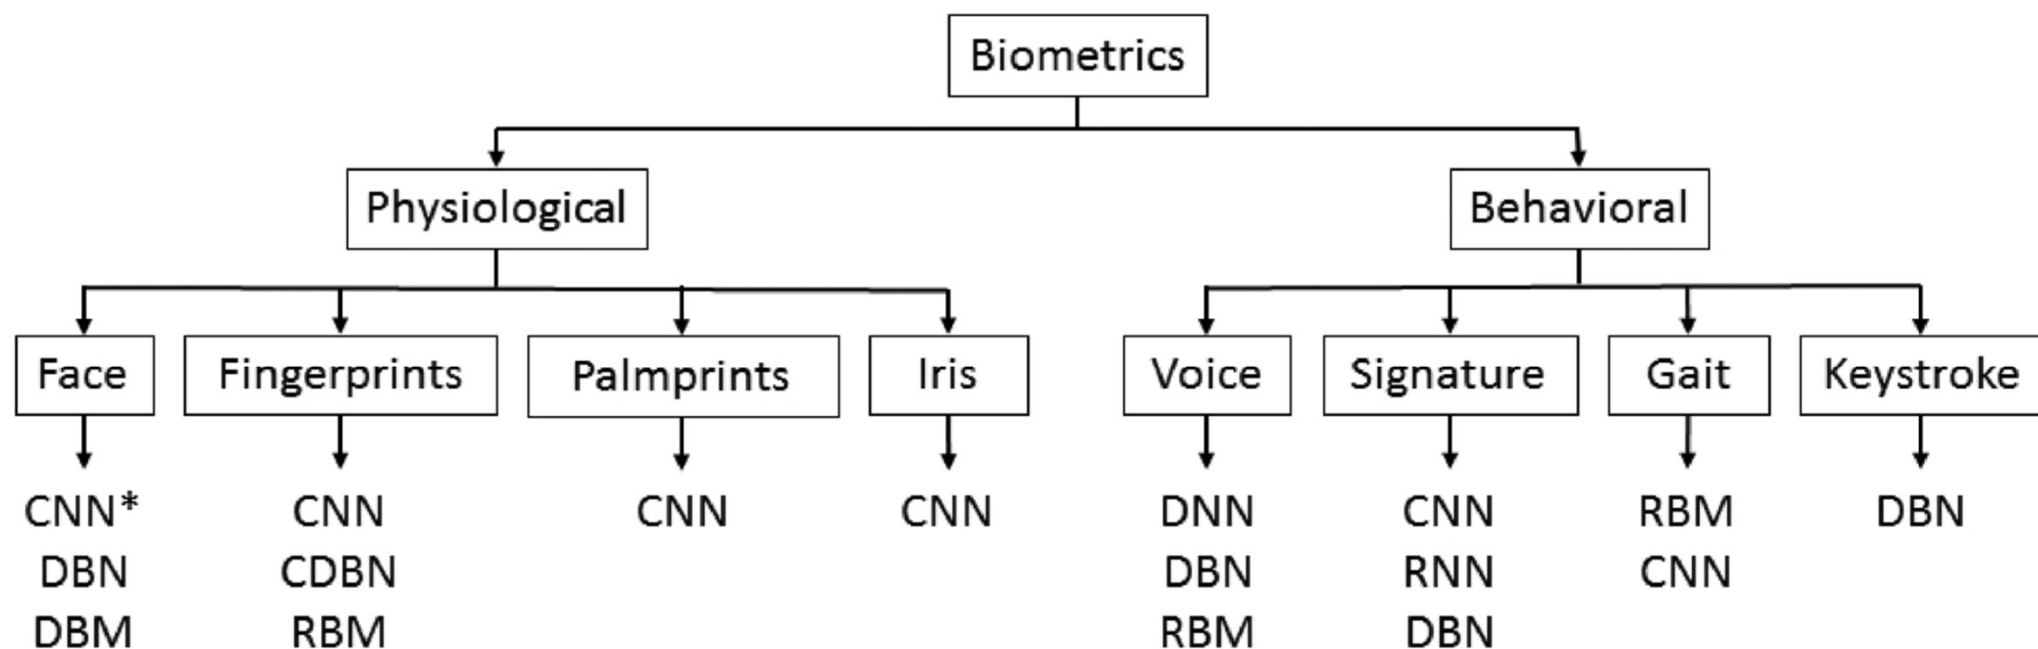 Biometrics
Physiological Behavioral
Face Fingerprints Palmprints Iris Voice Signature Gait Keystroke
CNN* CNN CNN CNN DNN CNN RBM DBN
DBN CDBN DBN RNN CNN
DBM RBM RBM DBN